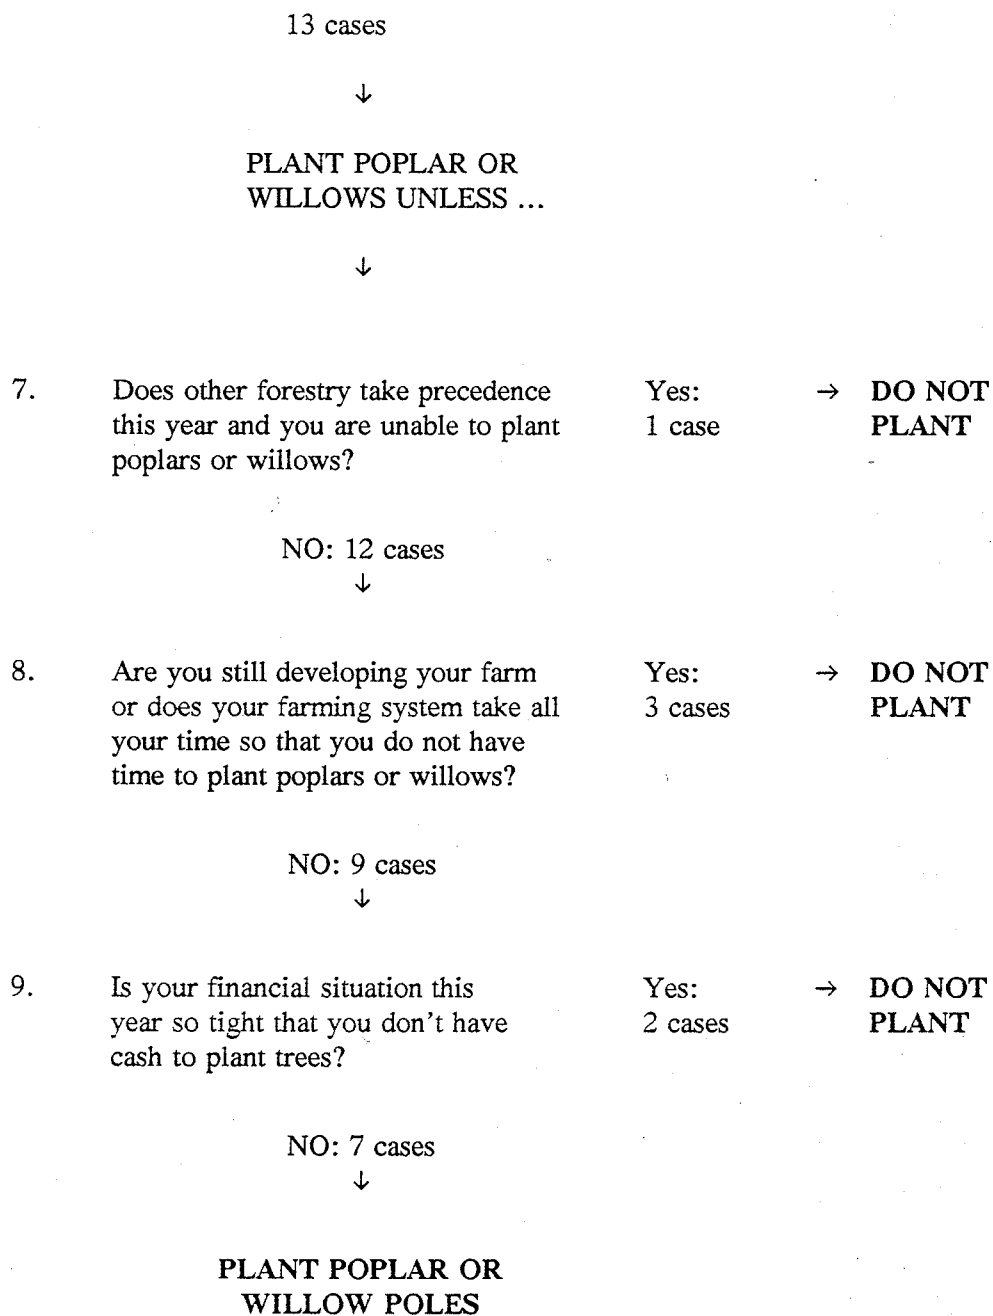 13 cases
↓
PLANT POPLAR OR
WILLOWS UNLESS ...
↓
7. Does other forestry take precedence Yes: → DO NOT
this year and you are unable to plant 1 case PLANT
poplars or willows?
NO: 12 cases
↓
8. Are you still developing your farm Yes: → DO NOT
or does your farming system take all 3 cases PLANT
your time so that you do not have
time to plant poplars or willows?
NO: 9 cases
↓
9. Is your financial situation this Yes: → DO NOT
year so tight that you don't have 2 cases PLANT
cash to plant trees?
NO: 7 cases
↓
PLANT POPLAR OR
WILLOW POLES